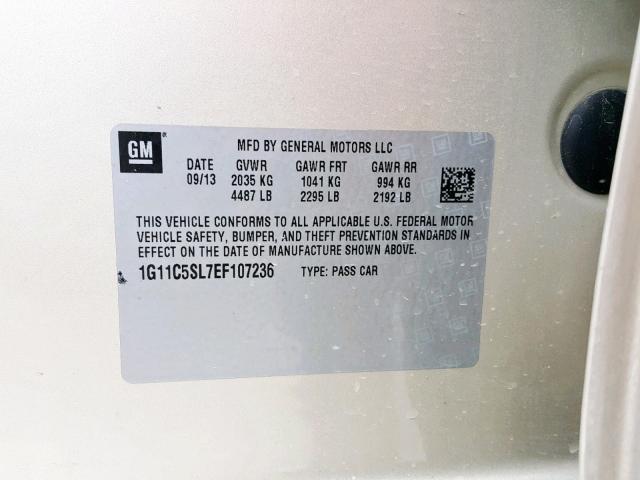 GM
MFD BY GENERAL MOTORS LLC
DATE GVWR GAWR FRT GAWR RR
09/13 2035 KG 1041 KG 994 KG
4487 LB 2295 LB 2192 LB
THIS VEHICLE CONFORMS TO ALL APPLICABLE U.S. FEDERAL MOTOR
VEHICLE SAFETY, BUMPER, AND THEFT PREVENTION STANDARDS IN
EFFECT ON THE DATE OF MANUFACTURE SHOWN ABOVE.
1G11C5SL7EF107236 TYPE: PASS CAR